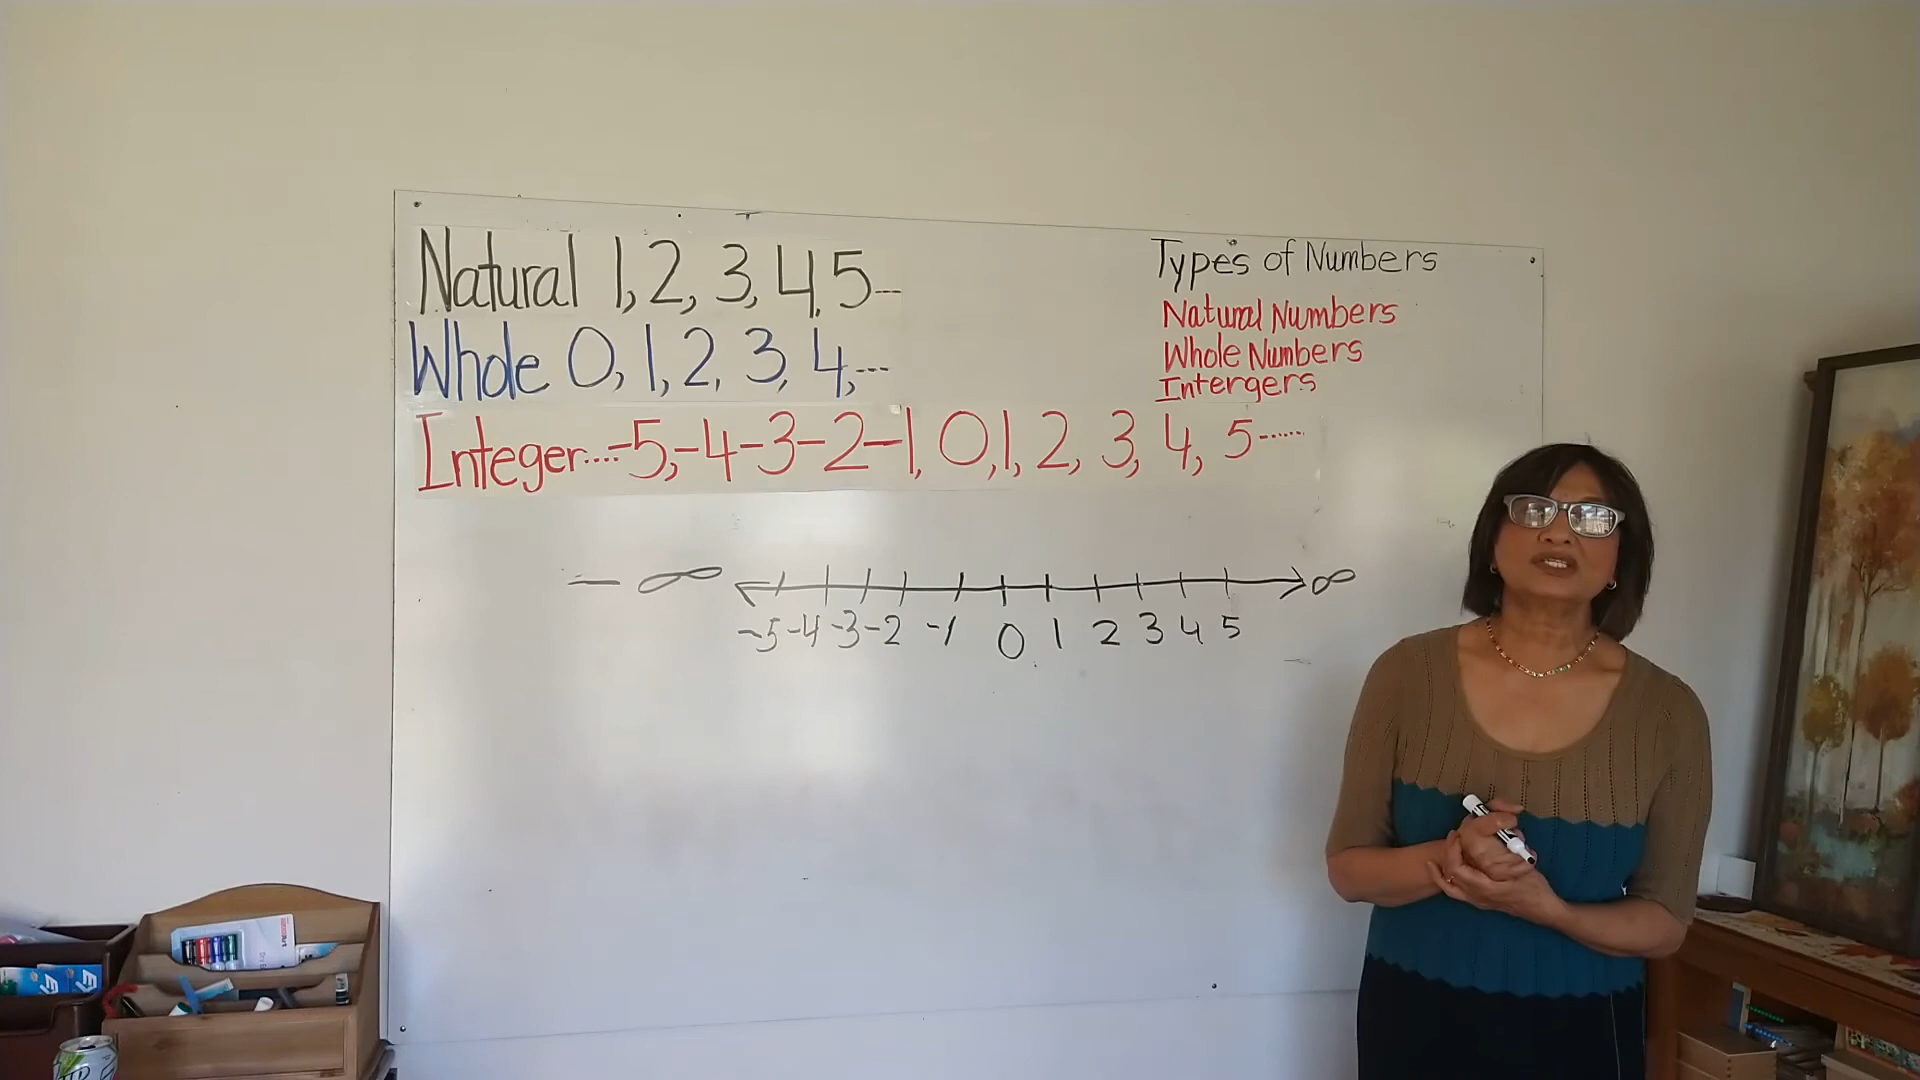 Natural 1, 2, 3, 4, 5---
Whole 0, 1, 2, 3, 4, ---
Integer....-5,-4-3-2-1, 0, 1, 2, 3, 4, 5------
Types of Numbers
Natural Numbers
Whole Numbers
Intergers
- ∞ ∞
-5 -4 -3 -2 -1 0 1 2 3 4 5